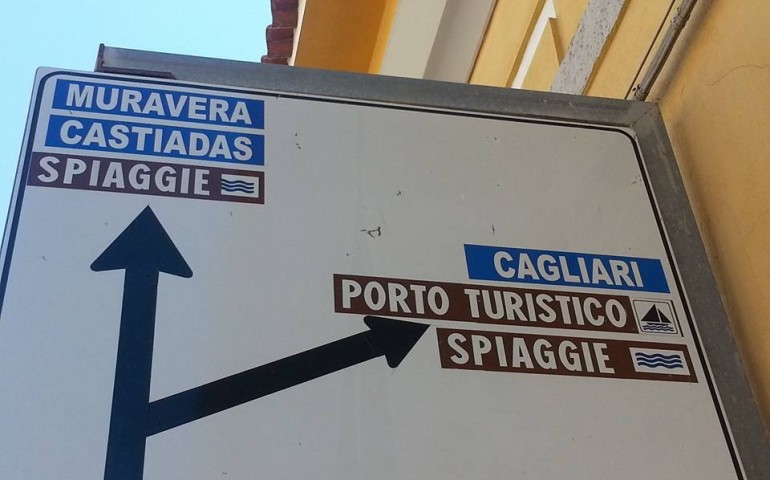 MURAVERA
CASTIADAS
SPIAGGIE
CAGLIARI
PORTO TURISTICO
SPIAGGIE